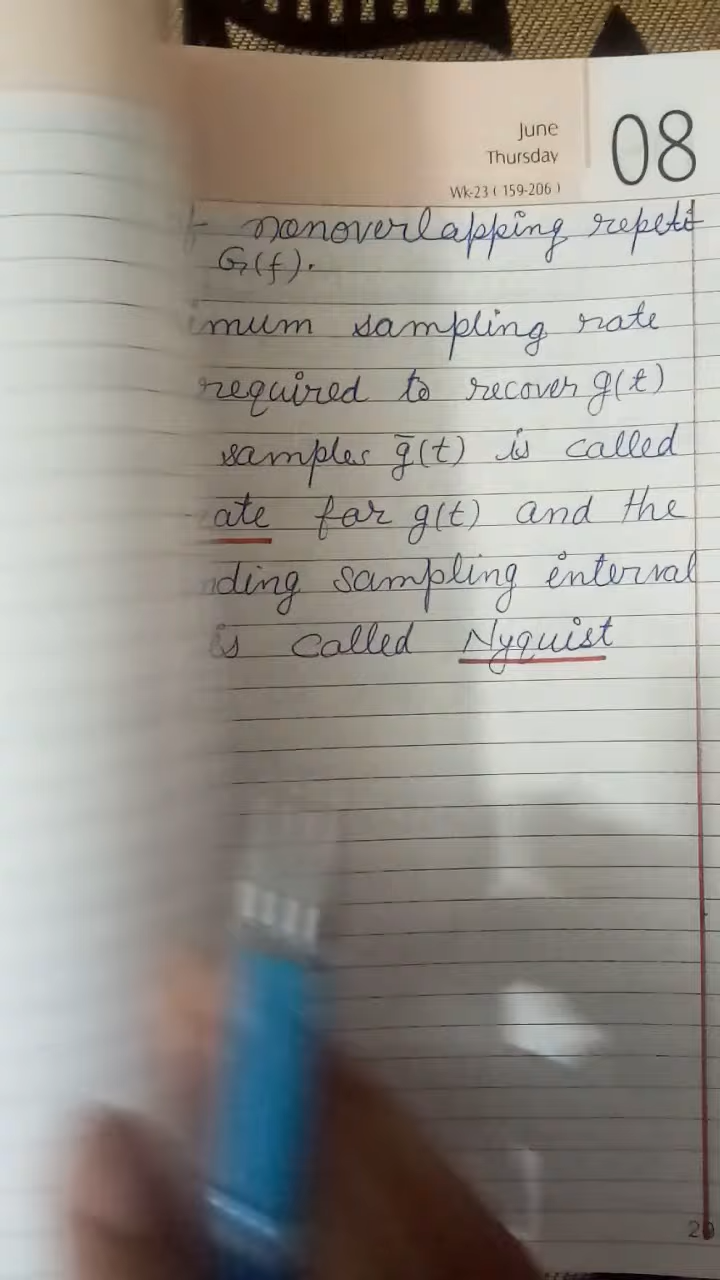 June
Thursday
08
Wk-23 ( 159-206 )
nonoverlapping repeti
G(f).
mum sampling rate
required to recover g(t)
samples g̅(t) is called
ate for g(t) and the
ding sampling interval
is called Nyquist